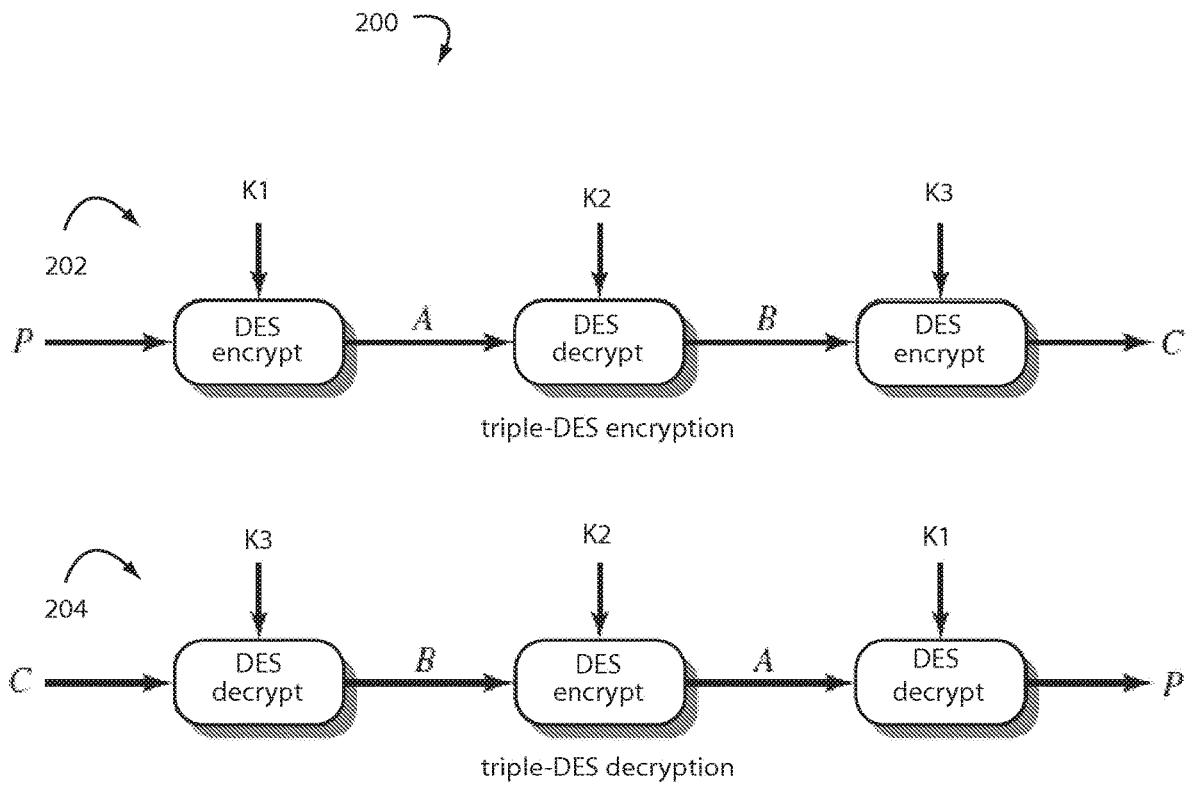 200
202
K1
K2
K3
P
DES
encrypt
A
DES
decrypt
B
DES
encrypt
C
triple-DES encryption
204
K3
K2
K1
C
DES
decrypt
B
DES
encrypt
A
DES
decrypt
P
triple-DES decryption